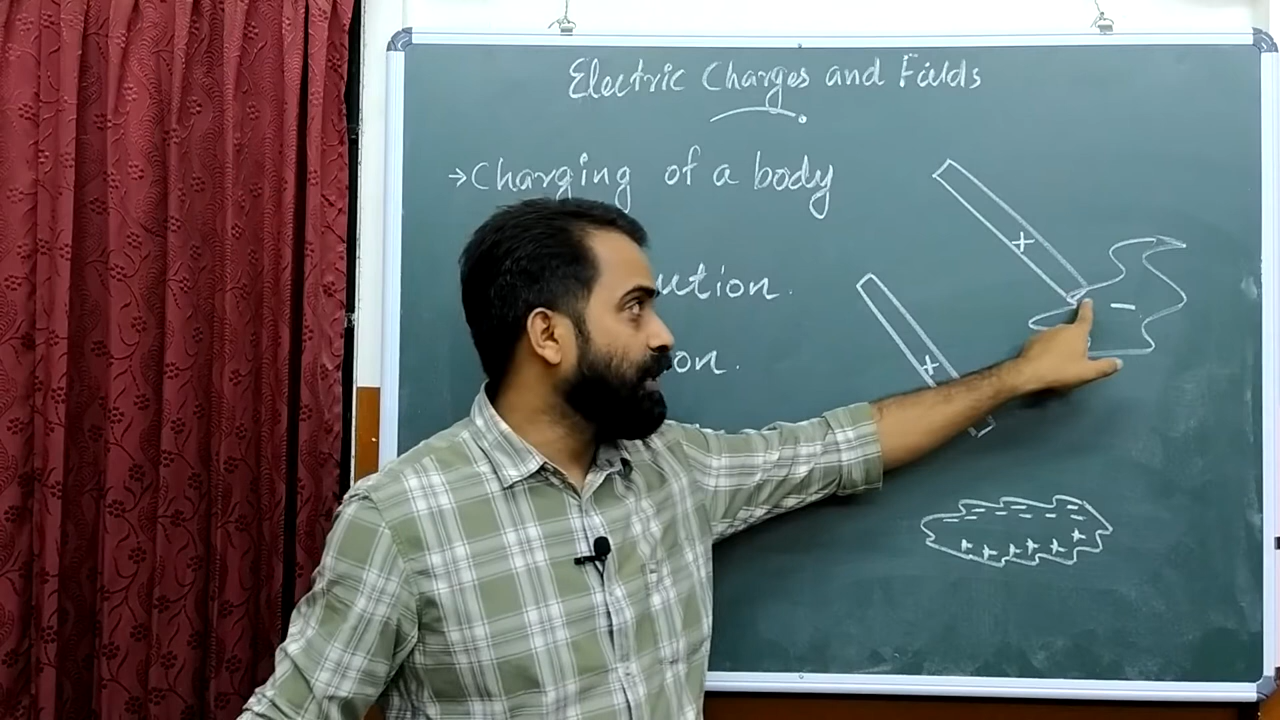 Electric Charges and Fields
→ Charging of a body
ution.
on.
+
-
+
- - - - - - - -
+ + + + + +